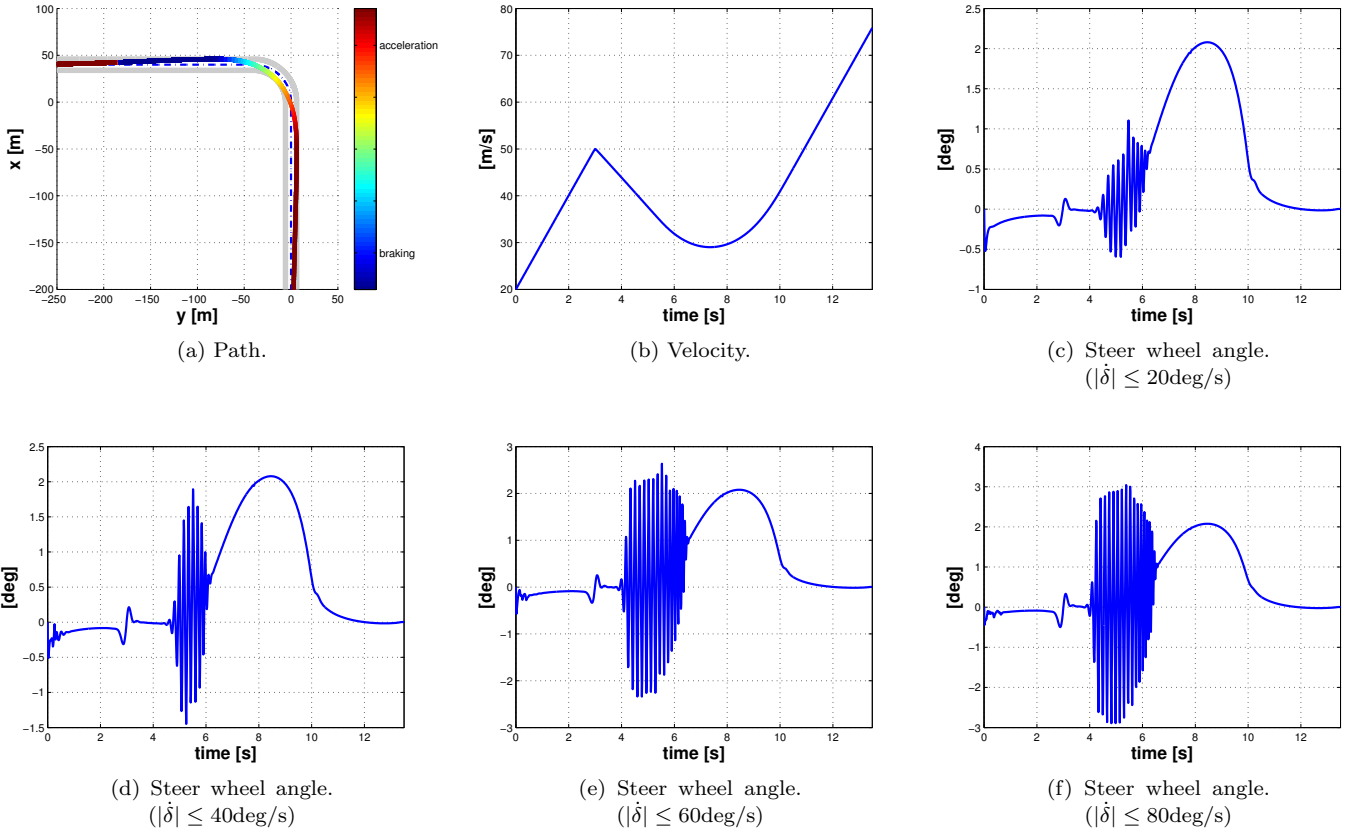 100
50
0
−50
−100
−150
−200
x [m]
−250 −200 −150 −100 −50 0 50
y [m]
acceleration
braking
(a) Path.
80
70
60
50
40
30
20
[m/s]
0 2 4 6 8 10 12
time [s]
(b) Velocity.
2.5
2
1.5
1
0.5
0
−0.5
−1
[deg]
0 2 4 6 8 10 12
time [s]
(c) Steer wheel angle.
(|δ̇| ≤ 20deg/s)
2.5
2
1.5
1
0.5
0
−0.5
−1
−1.5
[deg]
0 2 4 6 8 10 12
time [s]
(d) Steer wheel angle.
(|δ̇| ≤ 40deg/s)
3
2
1
0
−1
−2
−3
[deg]
0 2 4 6 8 10 12
time [s]
(e) Steer wheel angle.
(|δ̇| ≤ 60deg/s)
4
3
2
1
0
−1
−2
−3
[deg]
0 2 4 6 8 10 12
time [s]
(f) Steer wheel angle.
(|δ̇| ≤ 80deg/s)